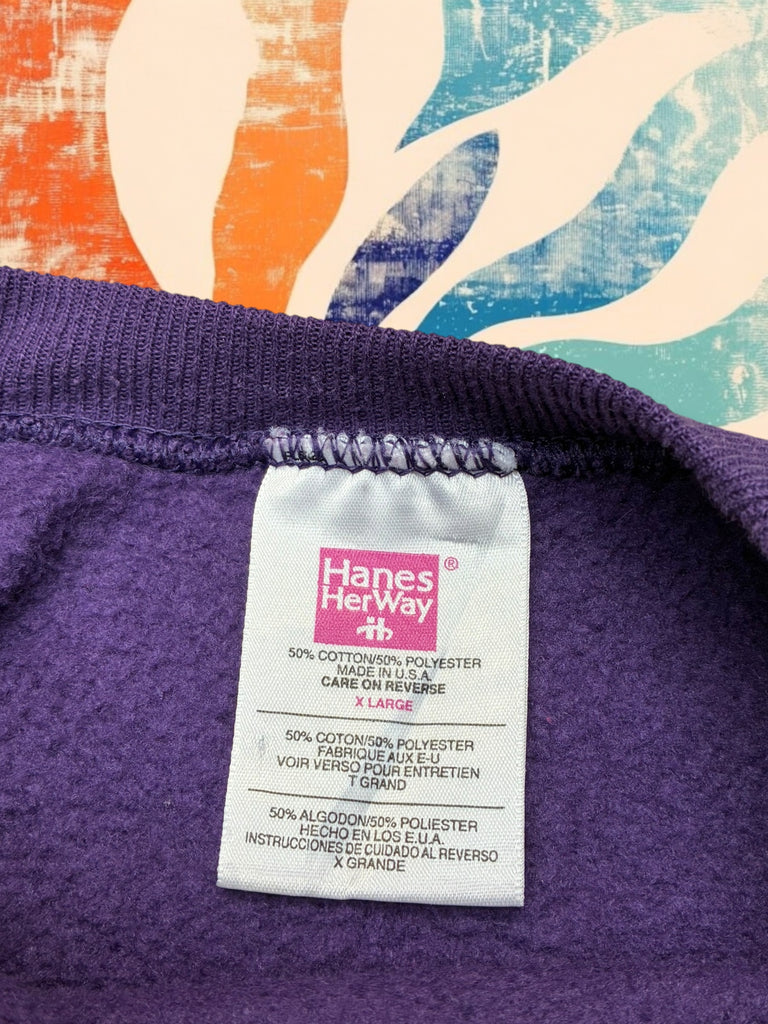 Hanes®
HerWay
50% COTTON/50% POLYESTER
MADE IN U.S.A.
CARE ON REVERSE
X LARGE
50% COTON/50% POLYESTER
FABRIQUE AUX E-U
VOIR VERSO POUR ENTRETIEN
T GRAND
50% ALGODON/50% POLIESTER
HECHO EN LOS E.U.A.
INSTRUCCIONES DE CUIDADO AL REVERSO
X GRANDE